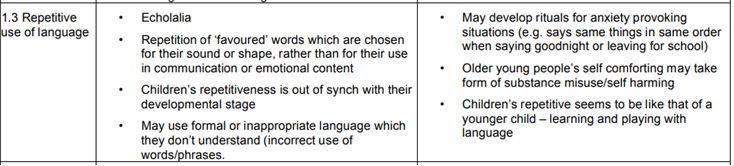 1.3 Repetitive
use of language
• Echolalia
• Repetition of ‘favoured’ words which are chosen
for their sound or shape, rather than for their use
in communication or emotional content
• Children’s repetitiveness is out of synch with their
developmental stage
• May use formal or inappropriate language which
they don’t understand (incorrect use of
words/phrases.
• May develop rituals for anxiety provoking
situations (e.g. says same things in same order
when saying goodnight or leaving for school)
• Older young people’s self comforting may take
form of substance misuse/self harming
• Children’s repetitive seems to be like that of a
younger child – learning and playing with
language